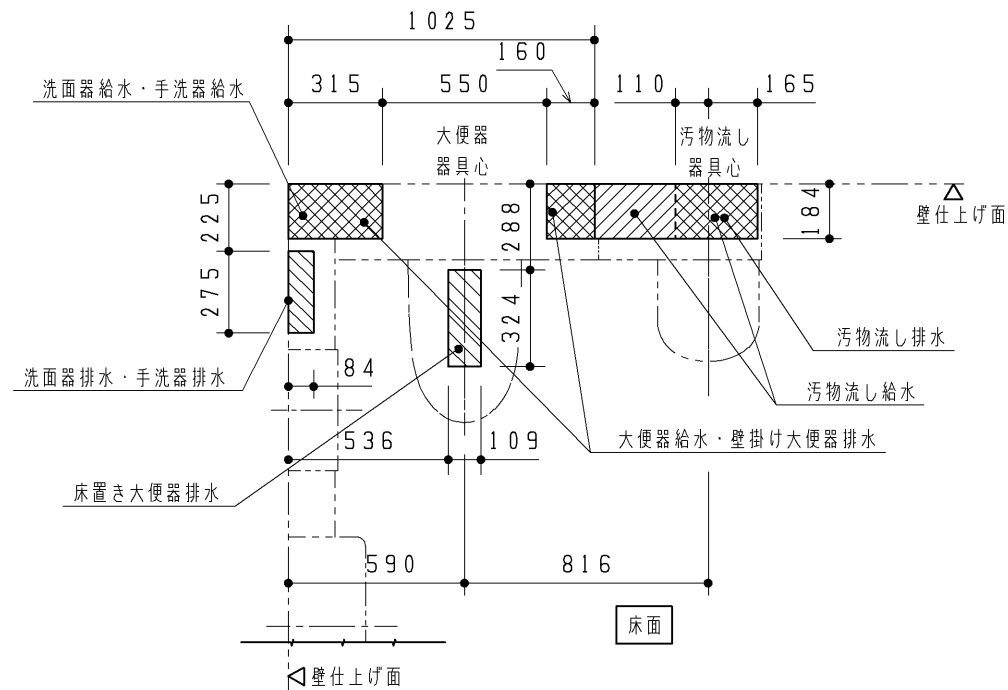 1025
160
315
550
110
165
洗面器給水・手洗器給水
大便器
器具心
汚物流し
器具心
225
288
184
壁仕上げ面
275
324
汚物流し排水
洗面器排水・手洗器排水
84
汚物流し給水
536
109
大便器給水・壁掛け大便器排水
床置き大便器排水
590
816
床面
壁仕上げ面